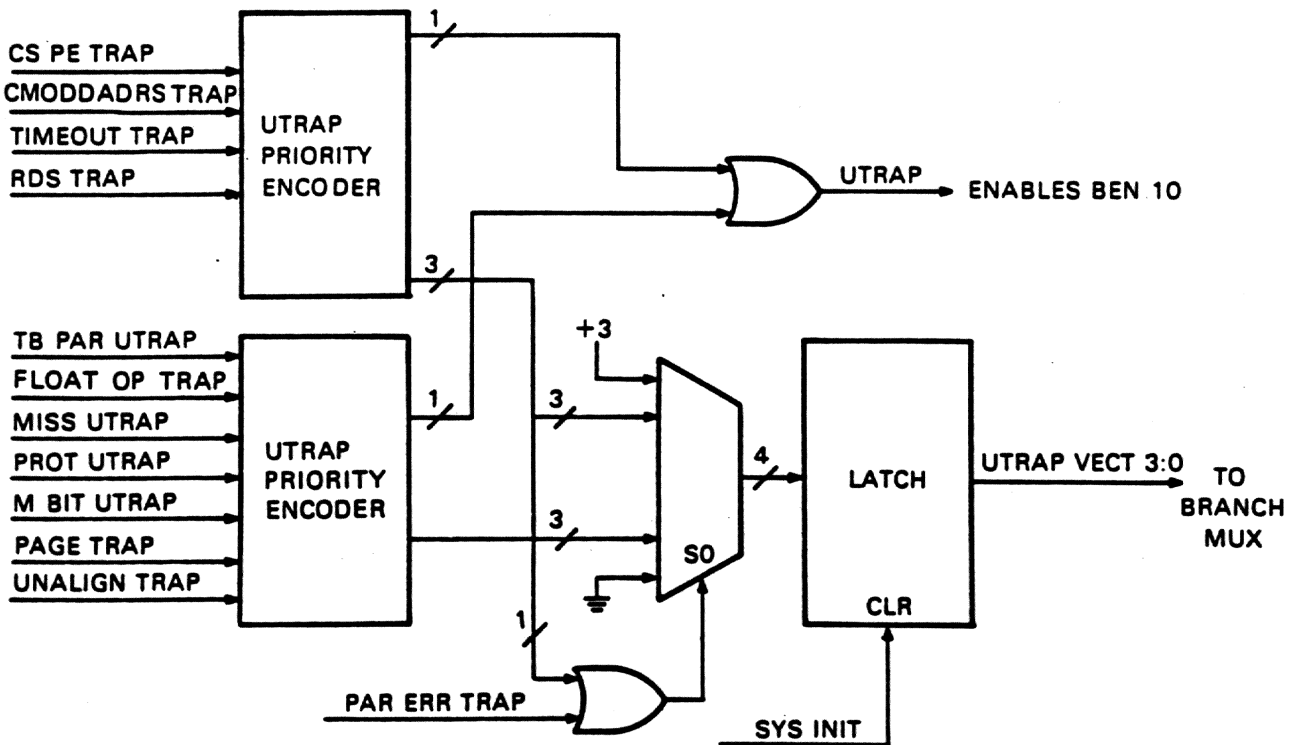 CS PE TRAP
CMODDADRS TRAP
TIMEOUT TRAP
RDS TRAP
UTRAP
PRIORITY
ENCODER
1
3
UTRAP
ENABLES BEN 10
TB PAR UTRAP
FLOAT OP TRAP
MISS UTRAP
PROT UTRAP
M BIT UTRAP
PAGE TRAP
UNALIGN TRAP
UTRAP
PRIORITY
ENCODER
1
3
3
1
+3
S0
4
LATCH
CLR
UTRAP VECT 3:0
TO
BRANCH
MUX
PAR ERR TRAP
SYS INIT